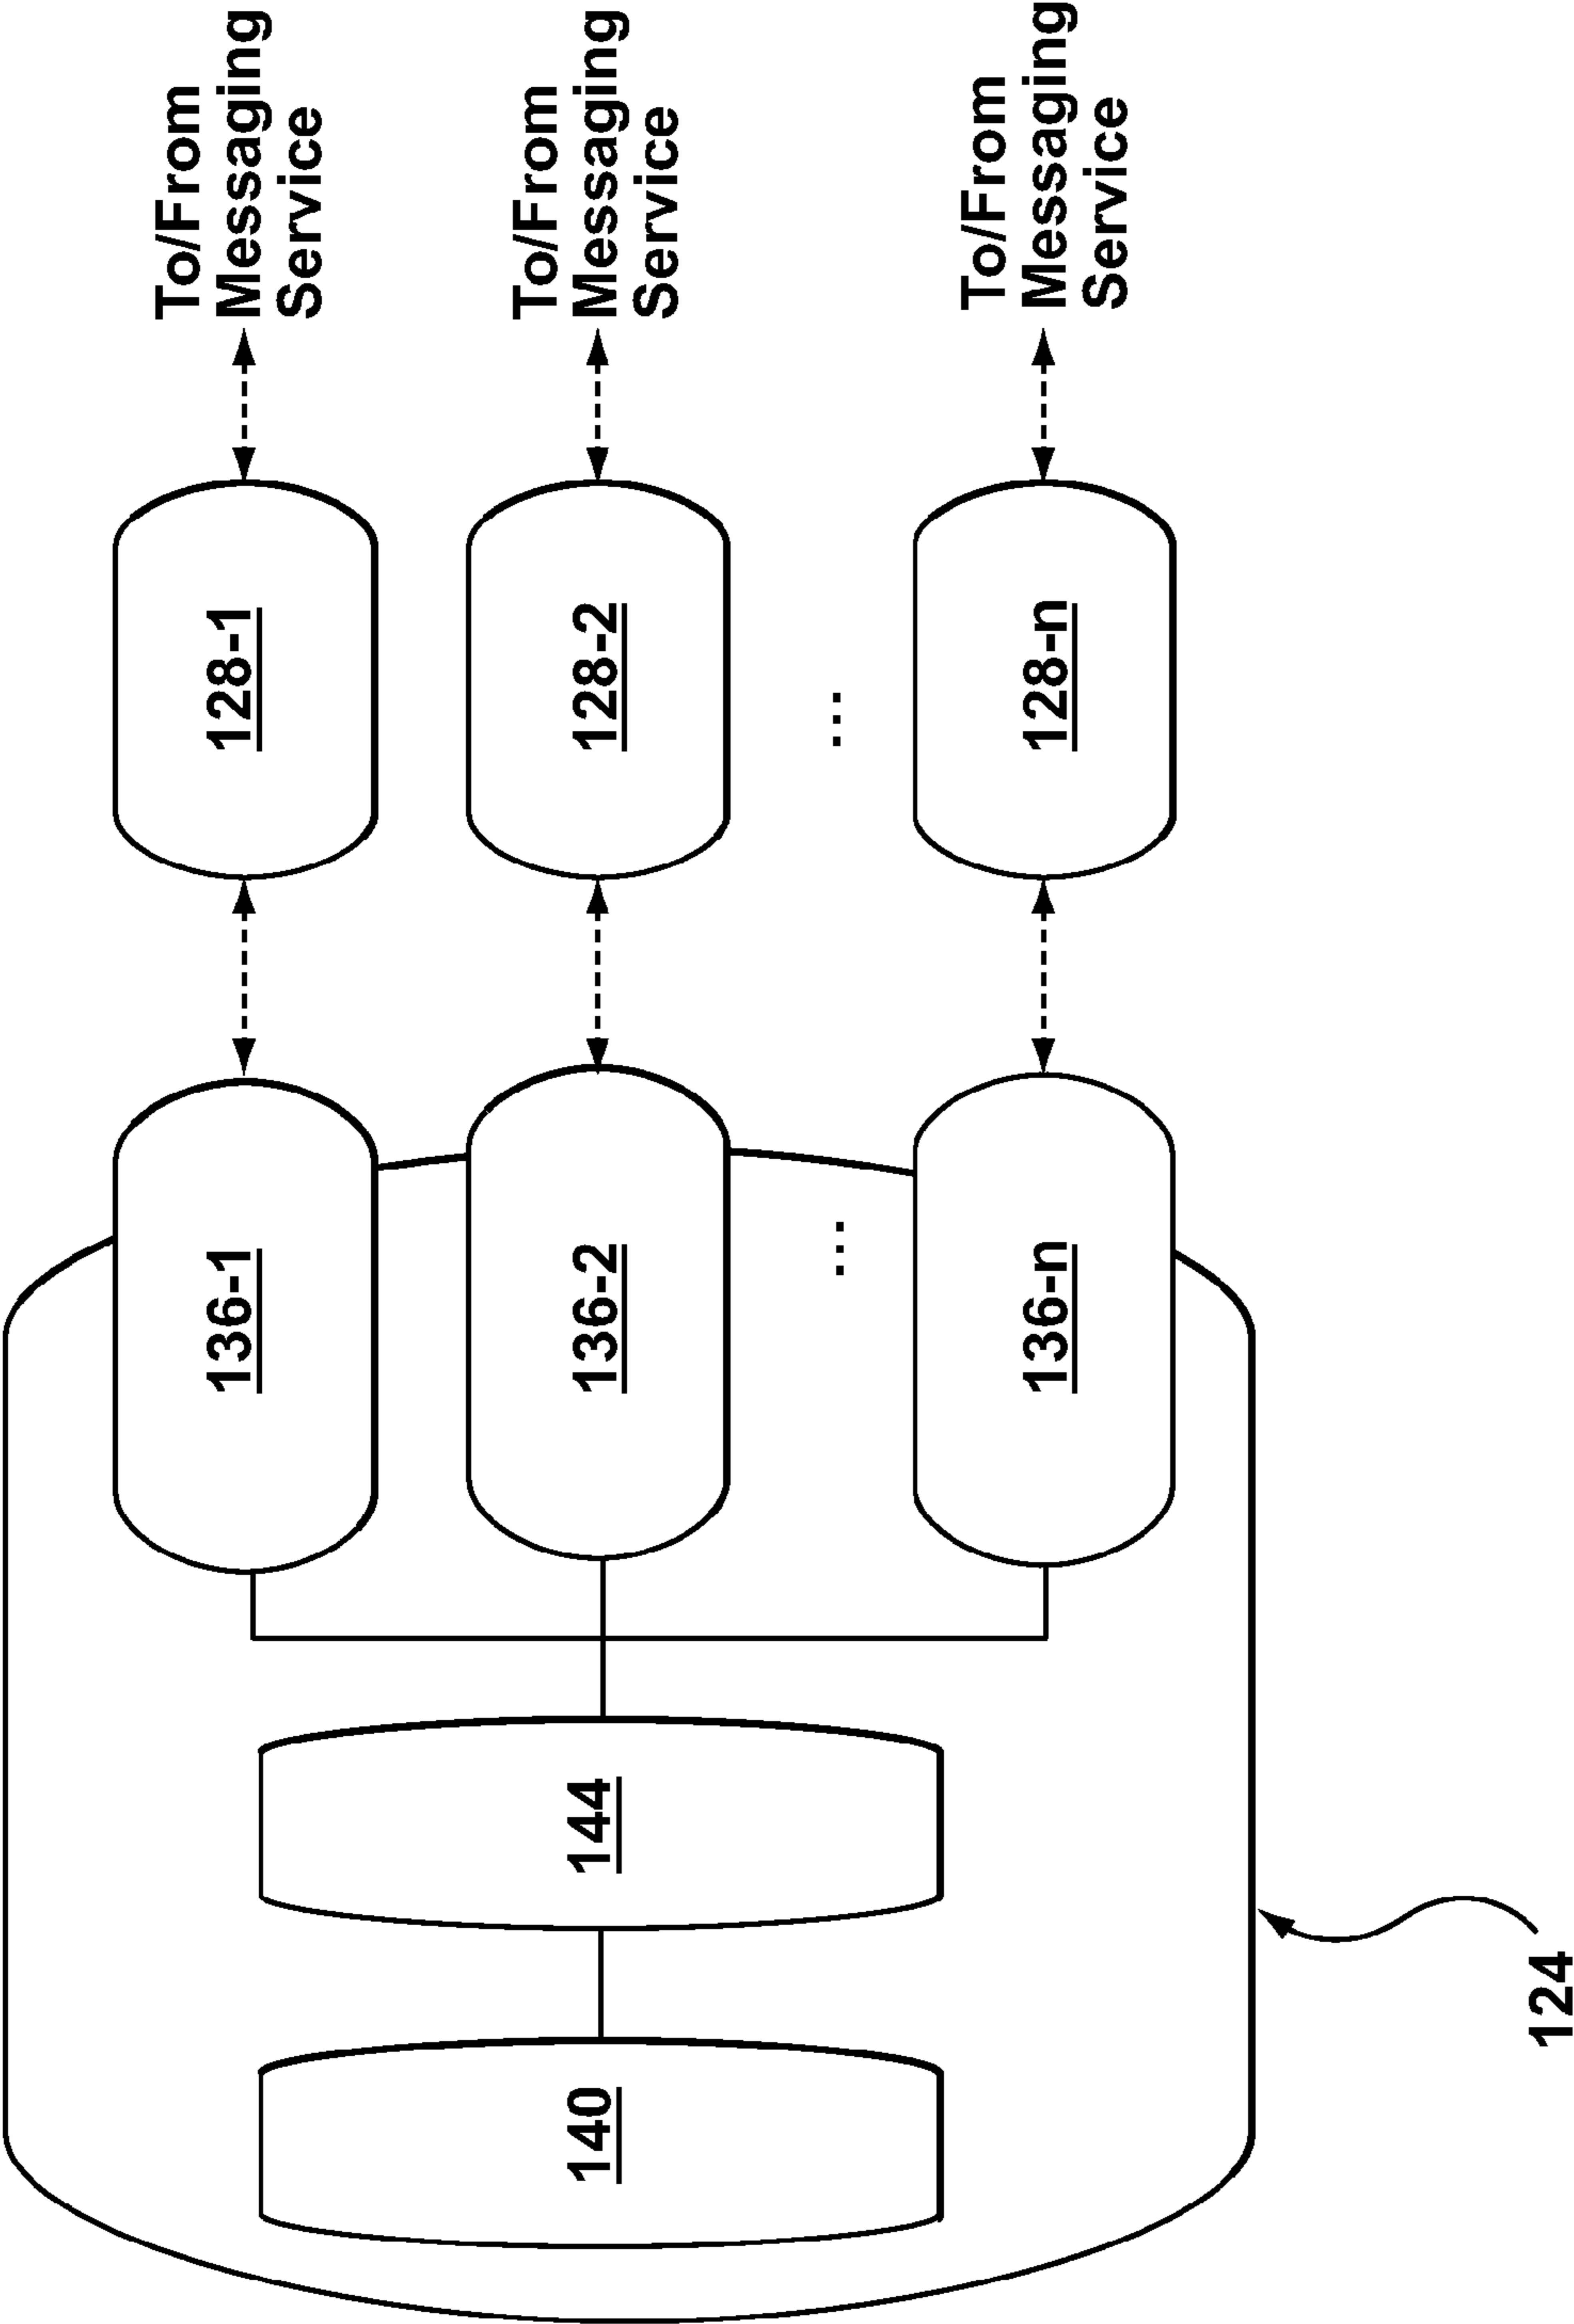 To/From
Messaging
Service
To/From
Messaging
Service
To/From
Messaging
Service
128-1
128-2
...
128-n
136-1
136-2
...
136-n
144
140
124